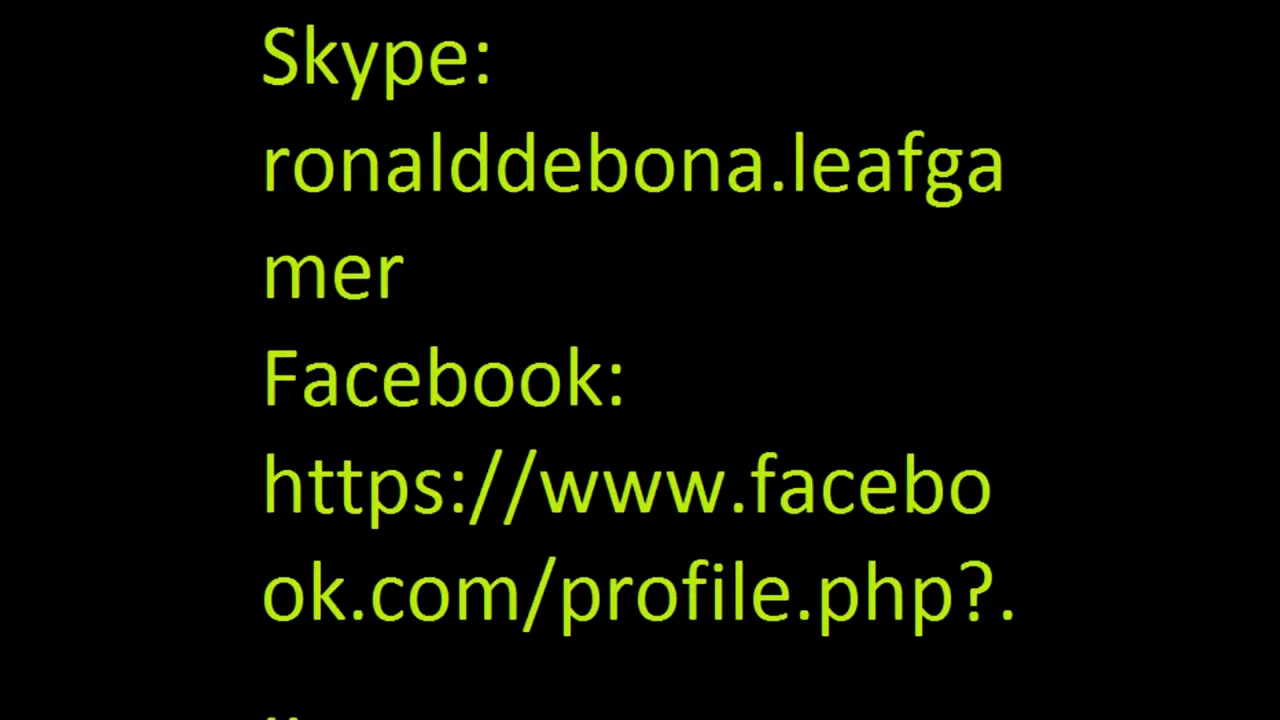 Skype:
ronalddebona.leafga
mer
Facebook:
https://www.facebo
ok.com/profile.php?.
..